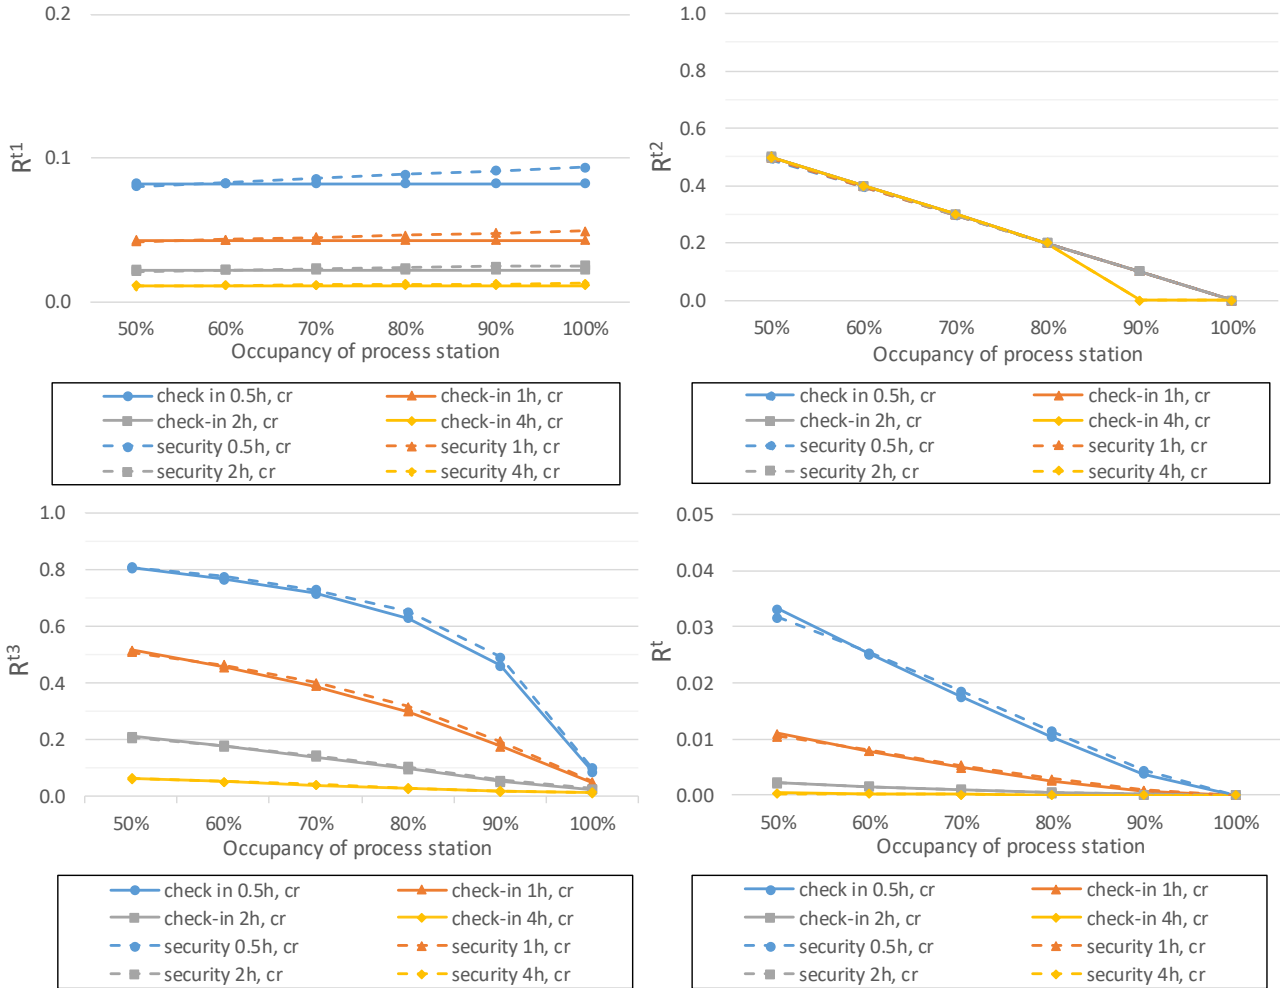 0.2
0.1
0.0
R^t1
50% 60% 70% 80% 90% 100%
Occupancy of process station
check in 0.5h, cr check-in 1h, cr
check-in 2h, cr check-in 4h, cr
security 0.5h, cr security 1h, cr
security 2h, cr security 4h, cr
1.0
0.8
0.6
0.4
0.2
0.0
R^t2
50% 60% 70% 80% 90% 100%
Occupancy of process station
check in 0.5h, cr check-in 1h, cr
check-in 2h, cr check-in 4h, cr
security 0.5h, cr security 1h, cr
security 2h, cr security 4h, cr
1.0
0.8
0.6
0.4
0.2
0.0
R^t3
50% 60% 70% 80% 90% 100%
Occupancy of process station
check in 0.5h, cr check-in 1h, cr
check-in 2h, cr check-in 4h, cr
security 0.5h, cr security 1h, cr
security 2h, cr security 4h, cr
0.05
0.04
0.03
0.02
0.01
0.00
R^t
50% 60% 70% 80% 90% 100%
Occupancy of process station
check in 0.5h, cr check-in 1h, cr
check-in 2h, cr check-in 4h, cr
security 0.5h, cr security 1h, cr
security 2h, cr security 4h, cr